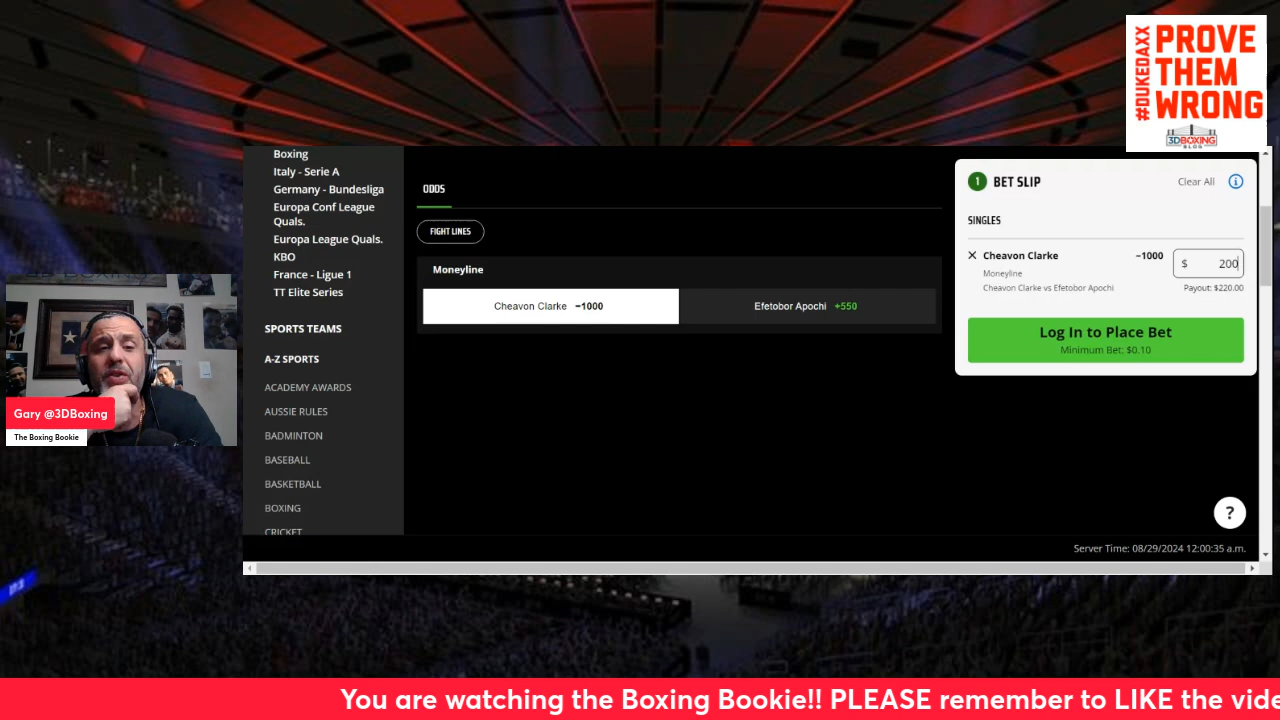 #DUKEDAXX
PROVE
THEM
WRONG
3DBOXING
BLOG
Boxing
Italy - Serie A
Germany - Bundesliga
Europa Conf League
Quals.
Europa League Quals.
KBO
France - Ligue 1
TT Elite Series
SPORTS TEAMS
A-Z SPORTS
ACADEMY AWARDS
AUSSIE RULES
BADMINTON
BASEBALL
BASKETBALL
BOXING
CRICKET
ODDS
FIGHT LINES
Moneyline
Cheavon Clarke −1000
Efetobor Apochi +550
1 BET SLIP
Clear All
SINGLES
Cheavon Clarke −1000
$ 200
Moneyline
Cheavon Clarke vs Efetobor Apochi
Payout: $220.00
Log In to Place Bet
Minimum Bet: $0.10
?
Server Time: 08/29/2024 12:00:35 a.m.
Gary @3DBoxing
The Boxing Bookie
You are watching the Boxing Bookie!! PLEASE remember to LIKE the vide